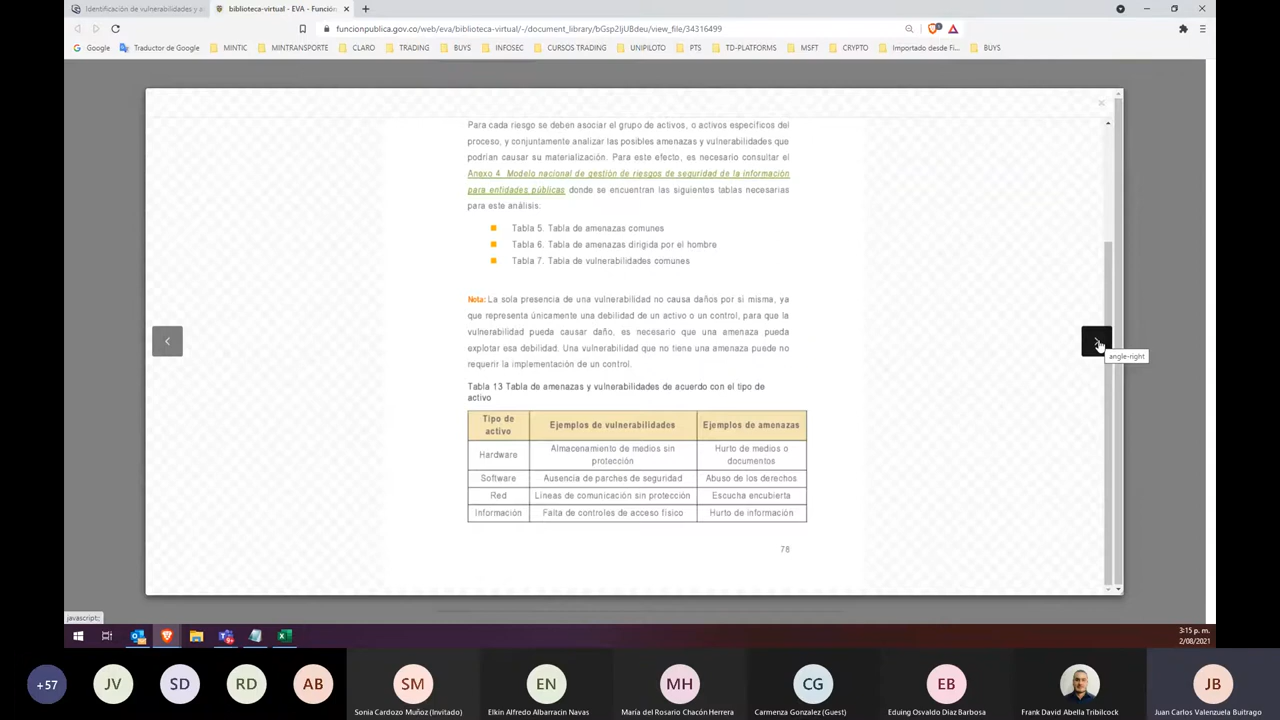 Identificación de vulnerabilidades y a
biblioteca-virtual - EVA - Función
funcionpublica.gov.co/web/eva/biblioteca-virtual/-/document_library/bGsp2IjUBdeu/view_file/34316499
Google Traductor de Google MINTIC MINTRANSPORTE CLARO TRADING BUYS INFOSEC CURSOS TRADING UNIPILOTO PTS TD-PLATFORMS MSFT CRYPTO Importado desde Fi... BUYS
Para cada riesgo se deben asociar el grupo de activos, o activos específicos del
proceso, y conjuntamente analizar las posibles amenazas y vulnerabilidades que
podrían causar su materialización. Para este efecto, es necesario consultar el
Anexo 4 Modelo nacional de gestión de riesgos de seguridad de la información
para entidades públicas donde se encuentran las siguientes tablas necesarias
para este análisis:
Tabla 5. Tabla de amenazas comunes
Tabla 6. Tabla de amenazas dirigida por el hombre
Tabla 7. Tabla de vulnerabilidades comunes
Nota: La sola presencia de una vulnerabilidad no causa daños por si misma, ya
que representa únicamente una debilidad de un activo o un control, para que la
vulnerabilidad pueda causar daño, es necesario que una amenaza pueda
explotar esa debilidad. Una vulnerabilidad que no tiene una amenaza puede no
requerir la implementación de un control.
angle-right
Tabla 13 Tabla de amenazas y vulnerabilidades de acuerdo con el tipo de
activo
Tipo de activo Ejemplos de vulnerabilidades Ejemplos de amenazas
Hardware Almacenamiento de medios sin protección Hurto de medios o documentos
Software Ausencia de parches de seguridad Abuso de los derechos
Red Líneas de comunicación sin protección Escucha encubierta
Información Falta de controles de acceso físico Hurto de información
78
javascript:;
3:15 p. m.
2/08/2021
+57 JV SD RD AB SM EN MH CG EB JB
Sonia Cardozo Muñoz (Invitado) Elkin Alfredo Albarracin Navas María del Rosario Chacón Herrera Carmenza Gonzalez (Guest) Eduing Osvaldo Diaz Barbosa Frank David Abella Tribilcock Juan Carlos Valenzuela Buitrago